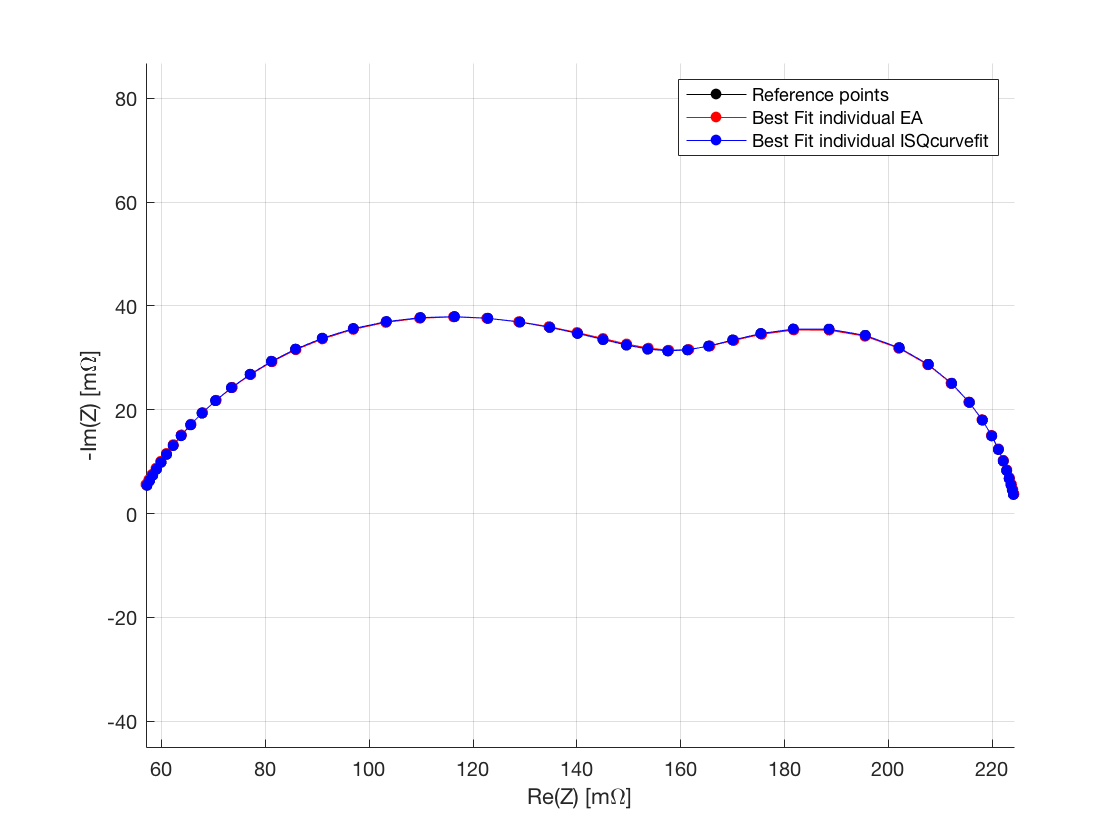 Reference points
Best Fit individual EA
Best Fit individual ISQcurvefit
80
60
40
20
0
-20
-40
-Im(Z) [mΩ]
60 80 100 120 140 160 180 200 220
Re(Z) [mΩ]